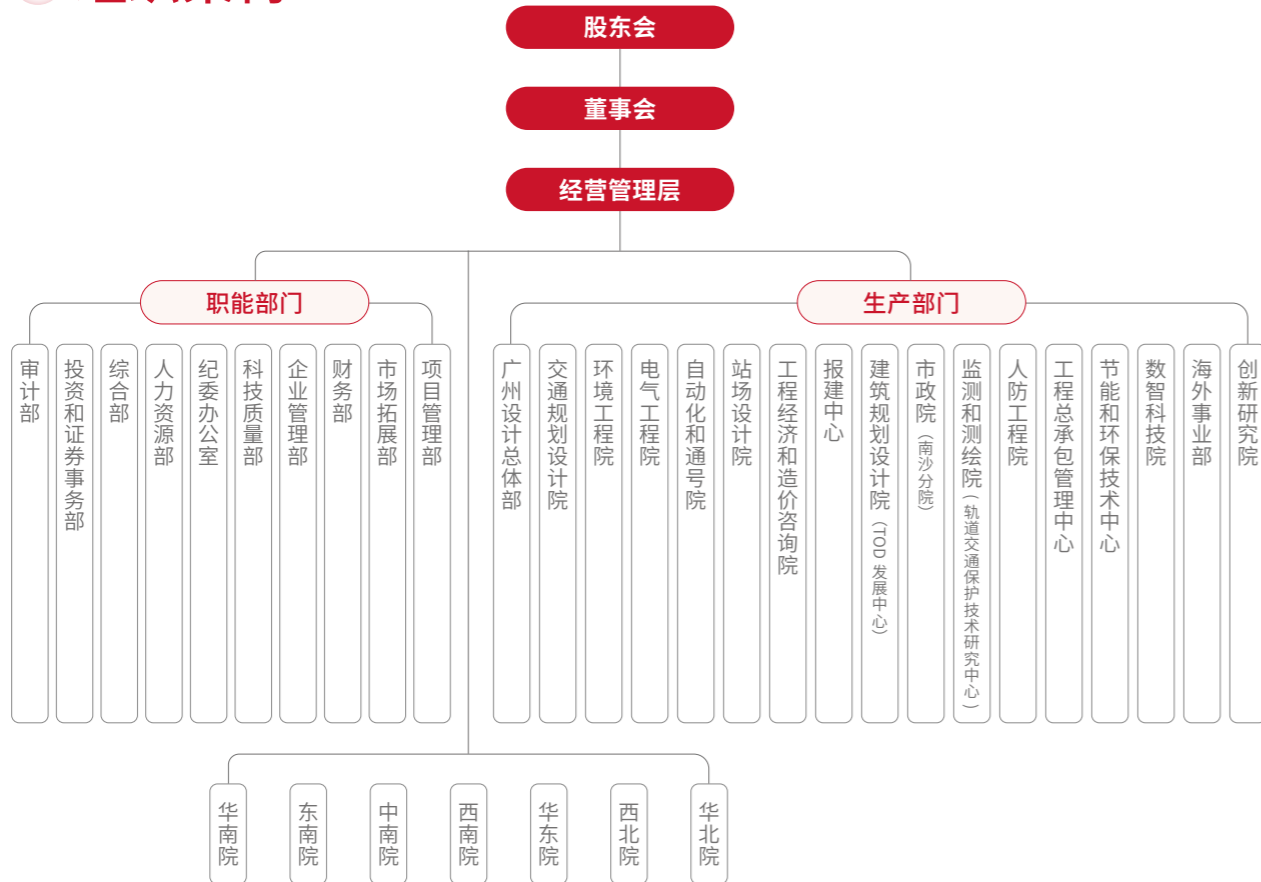 股东会
董事会
经营管理层
职能部门
生产部门
审计部
投资和证券事务部
综合部
人力资源部
纪委办公室
科技质量部
企业管理部
财务部
市场拓展部
项目管理部
广州设计总体部
交通规划设计院
环境工程院
电气工程院
自动化和通号院
站场设计院
工程经济和造价咨询院
报建中心
建筑规划设计院（TOD 发展中心）
市政院（南沙分院）
监测和测绘院（轨道交通保护技术研究中心）
人防工程院
工程总承包管理中心
节能和环保技术中心
数智科技院
海外事业部
创新研究院
华南院
东南院
中南院
西南院
华东院
西北院
华北院